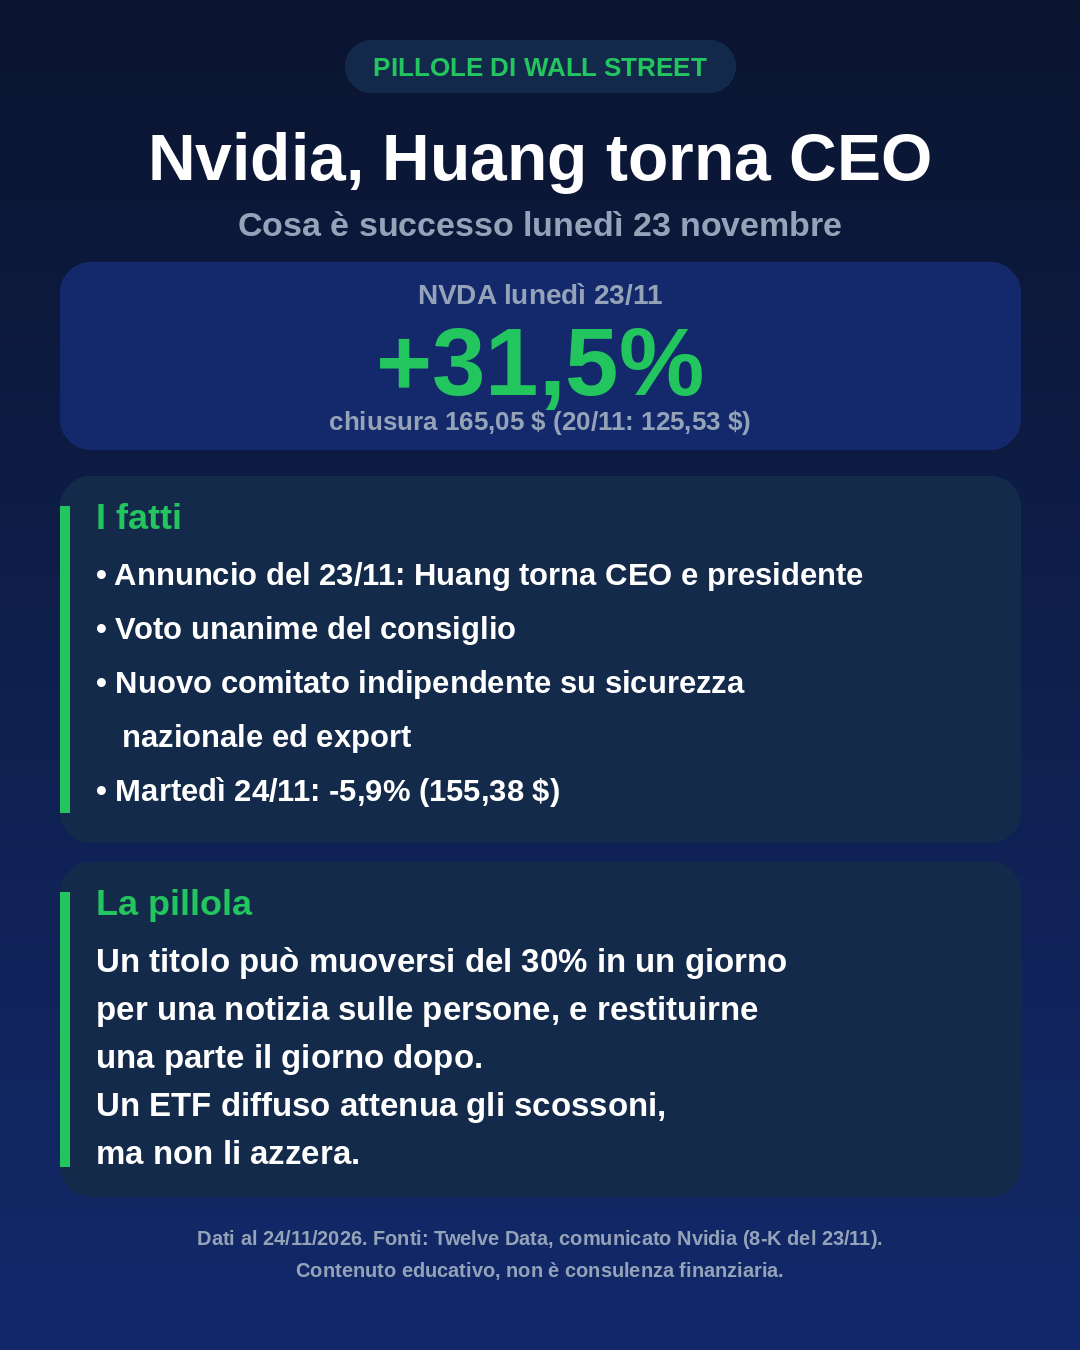 PILLOLE DI WALL STREET
Nvidia, Huang torna CEO
Cosa è successo lunedì 23 novembre
NVDA lunedì 23/11
+31,5%
chiusura 165,05 $ (20/11: 125,53 $)
I fatti
• Annuncio del 23/11: Huang torna CEO e presidente
• Voto unanime del consiglio
• Nuovo comitato indipendente su sicurezza
nazionale ed export
• Martedì 24/11: -5,9% (155,38 $)
La pillola
Un titolo può muoversi del 30% in un giorno
per una notizia sulle persone, e restituirne
una parte il giorno dopo.
Un ETF diffuso attenua gli scossoni,
ma non li azzera.
Dati al 24/11/2026. Fonti: Twelve Data, comunicato Nvidia (8-K del 23/11).
Contenuto educativo, non è consulenza finanziaria.